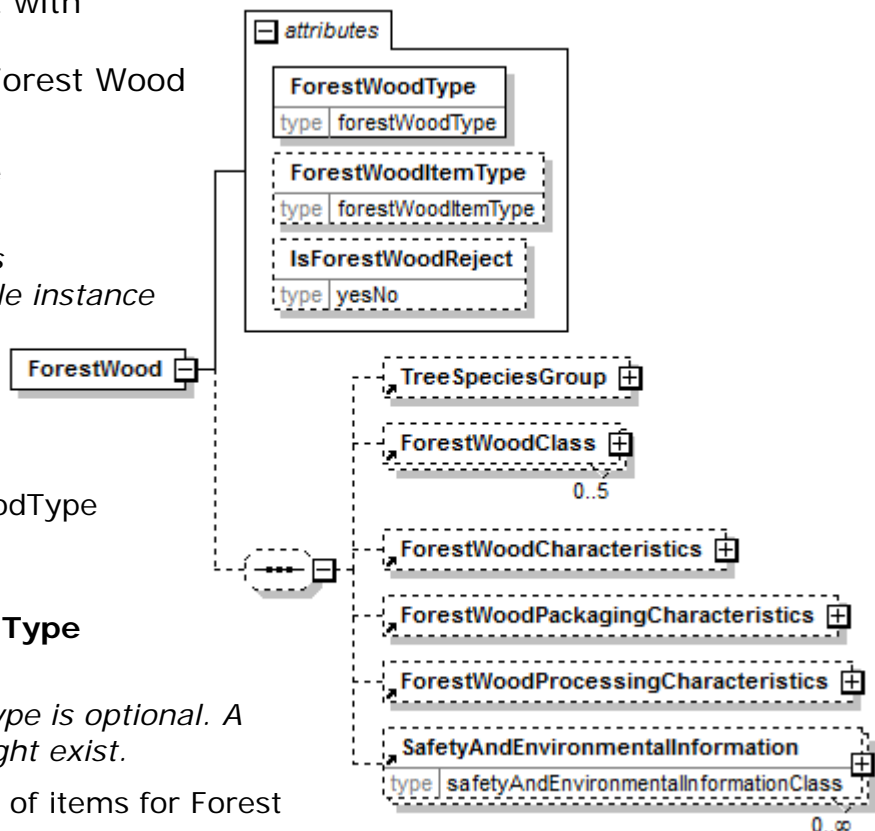 with
orest Wood
le instance
odType
Type
ype is optional. A
ght exist.
of items for Forest
attributes
ForestWoodType
type forestWoodType
ForestWoodItemType
type forestWoodItemType
IsForestWoodReject
type yesNo
ForestWood
TreeSpeciesGroup
ForestWoodClass
0..5
ForestWoodCharacteristics
ForestWoodPackagingCharacteristics
ForestWoodProcessingCharacteristics
SafetyAndEnvironmentalInformation
type safetyAndEnvironmentalInformationClass
0..∞